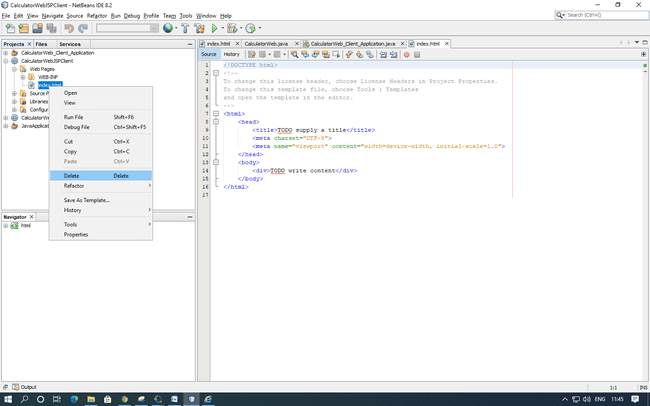 CalculatorWebJSPClient - NetBeans IDE 8.2
File Edit View Navigate Source Refactor Run Debug Profile Team Tools Window Help
Search (Ctrl+I)
Projects Files Services
index.html CalculatorWeb.java CalculatorWeb_Client_Application.java index.html
Source History
CalculatorWeb_Client_Application
CalculatorWebJSPClient
Web Pages
WEB-INF
index.html
Source P
Libraries
Configur
CalculatorWe
JavaApplica
Open
View
Run File Shift+F6
Debug File Ctrl+Shift+F5
Cut Ctrl+X
Copy Ctrl+C
Paste Ctrl+V
Delete Delete
Refactor
Save As Template...
History
Tools
Properties
Navigator
html
1 <!DOCTYPE html>
2 <!--
3 To change this license header, choose License Headers in Project Properties.
4 To change this template file, choose Tools | Templates
5 and open the template in the editor.
6 -->
7 <html>
8 <head>
9 <title>TODO supply a title</title>
10 <meta charset="UTF-8">
11 <meta name="viewport" content="width=device-width, initial-scale=1.0">
12 </head>
13 <body>
14 <div>TODO write content</div>
15 </body>
16 </html>
17
Output
1:1 INS
ENG 11:45